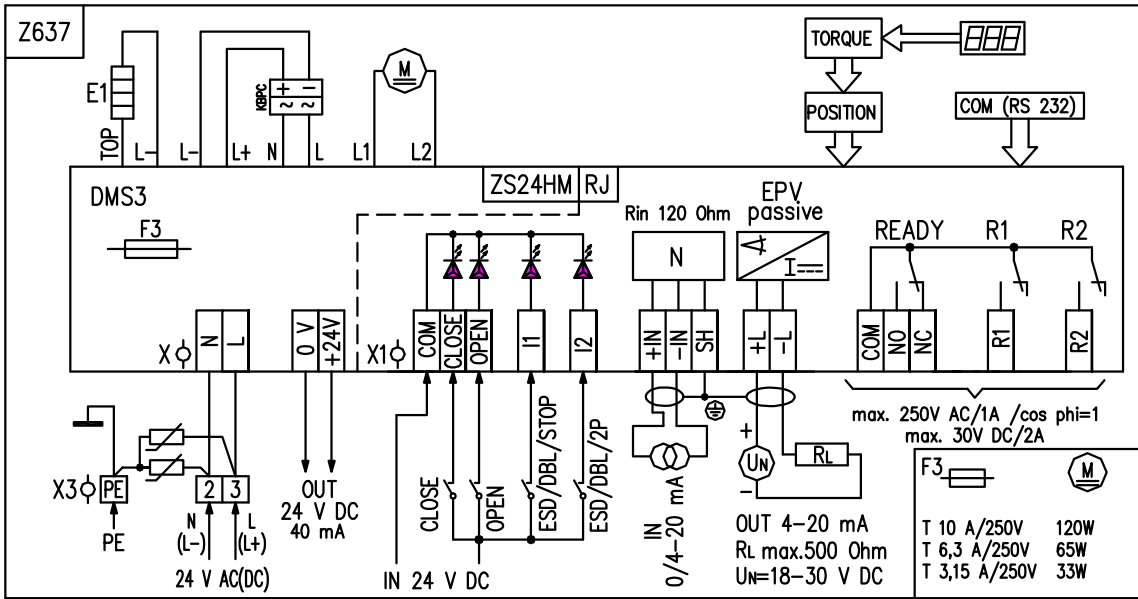 Z637
E1
TOP
L-
L-
L+
KBPC
+ -
~ ~
N
L
L1
M
L2
TORQUE
POSITION
COM (RS 232)
DMS3
ZS24HM RJ
F3
Rin 120 Ohm
N
EPV
passive
I
READY
R1
R2
X
N
L
0 V
+24V
X1
COM
CLOSE
OPEN
I1
I2
+IN
-IN
SH
+L
-L
COM
NO
NC
R1
R2
max. 250V AC/1A /cos phi=1
max. 30V DC/2A
X3
PE
2 3
PE
N
(L-)
L
(L+)
24 V AC(DC)
OUT
24 V DC
40 mA
CLOSE
OPEN
ESD/DBL/STOP
ESD/DBL/2P
IN 24 V DC
IN
0/4-20 mA
+
UN
-
RL
OUT 4-20 mA
RL max.500 Ohm
UN=18-30 V DC
F3
M
T 10 A/250V 120W
T 6,3 A/250V 65W
T 3,15 A/250V 33W